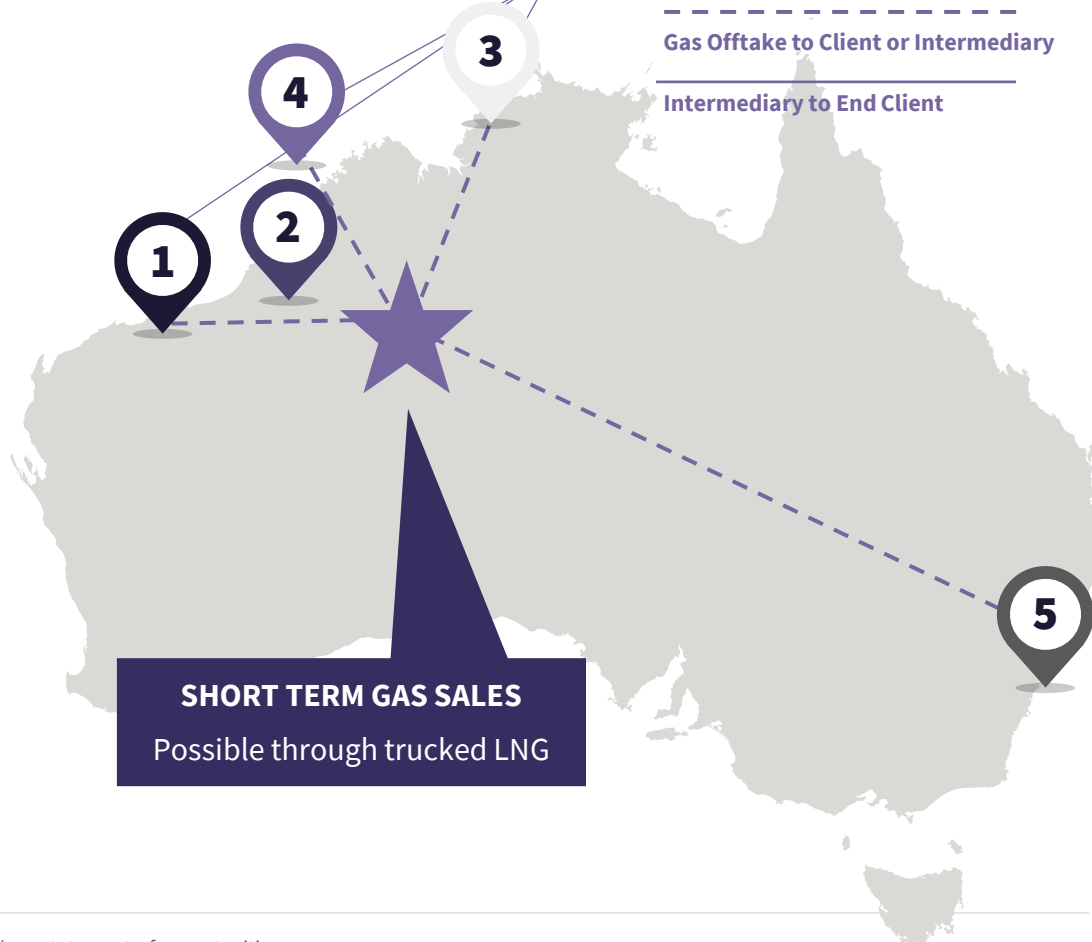 Gas Offtake to Client or Intermediary
Intermediary to End Client
3
4
2
1
5
SHORT TERM GAS SALES
Possible through trucked LNG